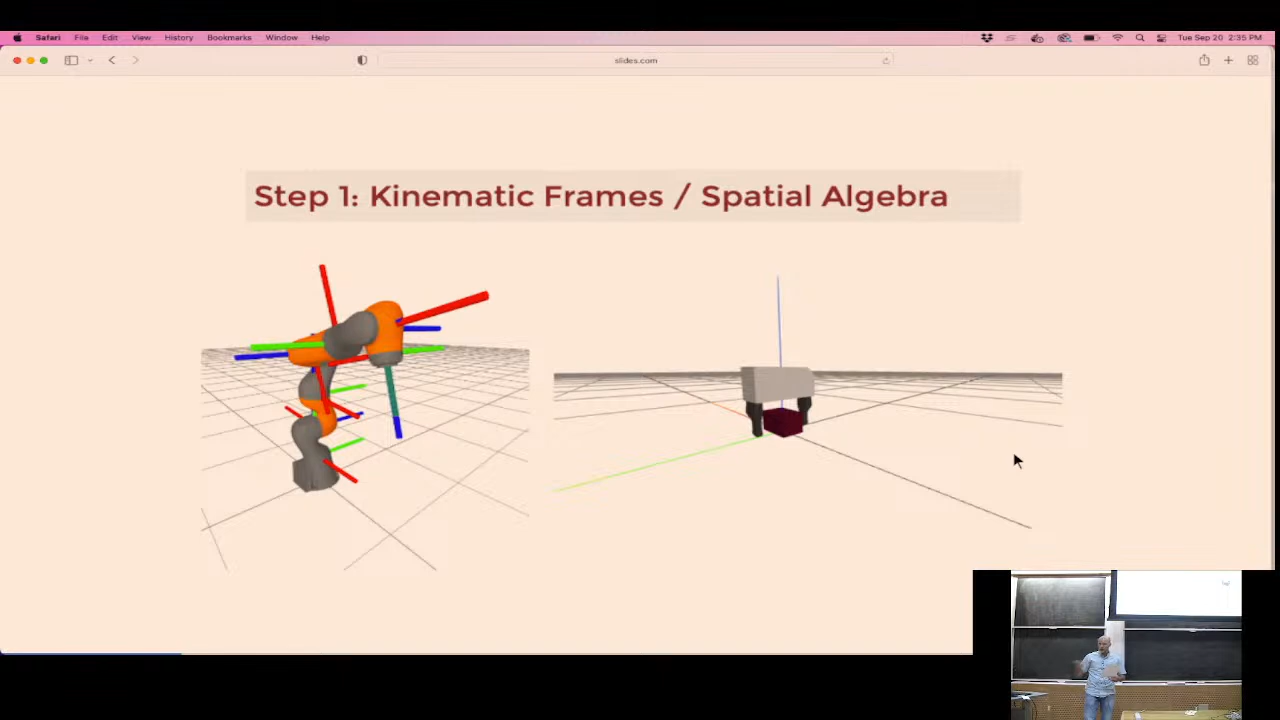 Safari File Edit View History Bookmarks Window Help Tue Sep 20 2:35 PM
slides.com
Step 1: Kinematic Frames / Spatial Algebra